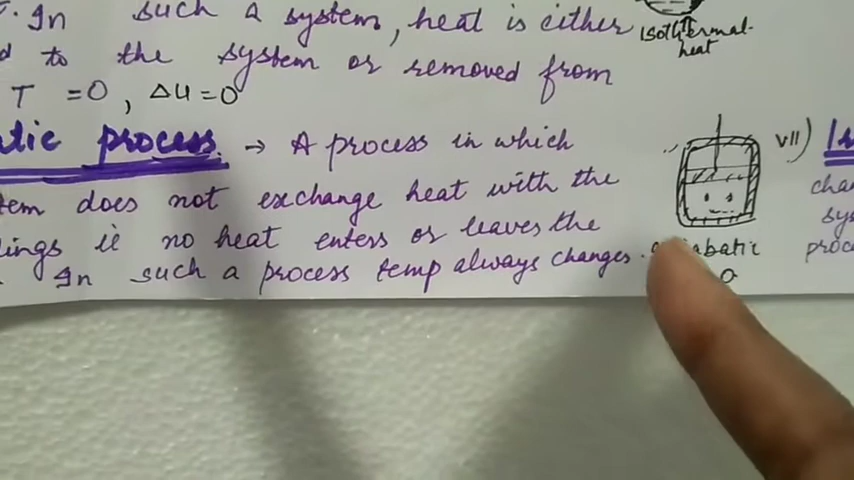 In such a system, heat is either
to the system or removed from
T =0, ΔU=0
Isothermal
heat
process → A process in which
does not exchange heat with the
ie no heat enters or leaves the
In such a process temp always changes.
VII)